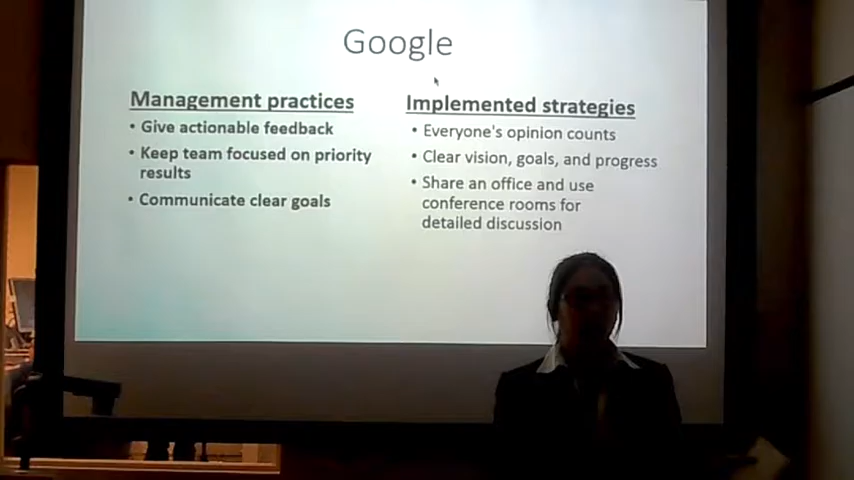 Google
Management practices
• Give actionable feedback
• Keep team focused on priority
results
• Communicate clear goals
Implemented strategies
• Everyone's opinion counts
• Clear vision, goals, and progress
• Share an office and use
conference rooms for
detailed discussion